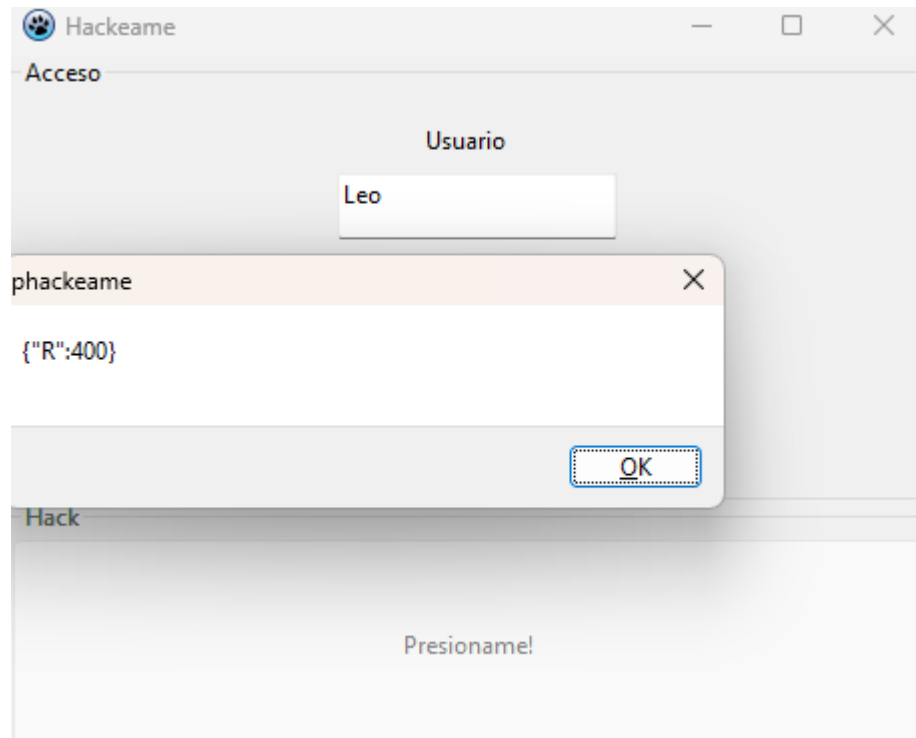 Hackeame
Acceso
Usuario
Leo
phackeame
{"R":400}
OK
Hack
Presioname!